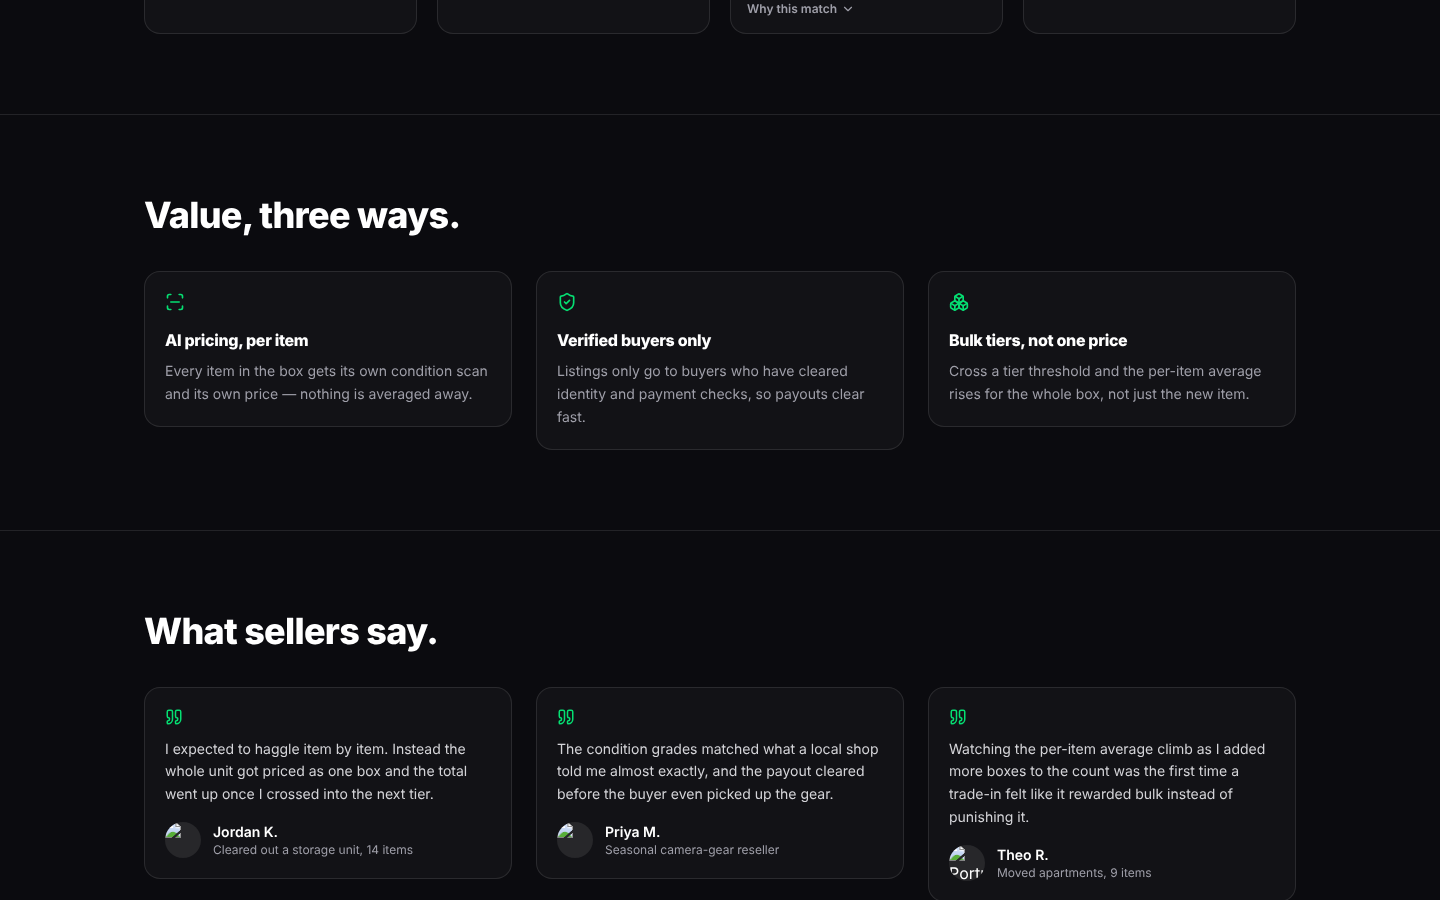 Why this match
Value, three ways.
AI pricing, per item
Every item in the box gets its own condition scan
and its own price — nothing is averaged away.
Verified buyers only
Listings only go to buyers who have cleared
identity and payment checks, so payouts clear
fast.
Bulk tiers, not one price
Cross a tier threshold and the per-item average
rises for the whole box, not just the new item.
What sellers say.
I expected to haggle item by item. Instead the
whole unit got priced as one box and the total
went up once I crossed into the next tier.
Jordan K.
Cleared out a storage unit, 14 items
The condition grades matched what a local shop
told me almost exactly, and the payout cleared
before the buyer even picked up the gear.
Priya M.
Seasonal camera-gear reseller
Watching the per-item average climb as I added
more boxes to the count was the first time a
trade-in felt like it rewarded bulk instead of
punishing it.
Theo R.
Moved apartments, 9 items